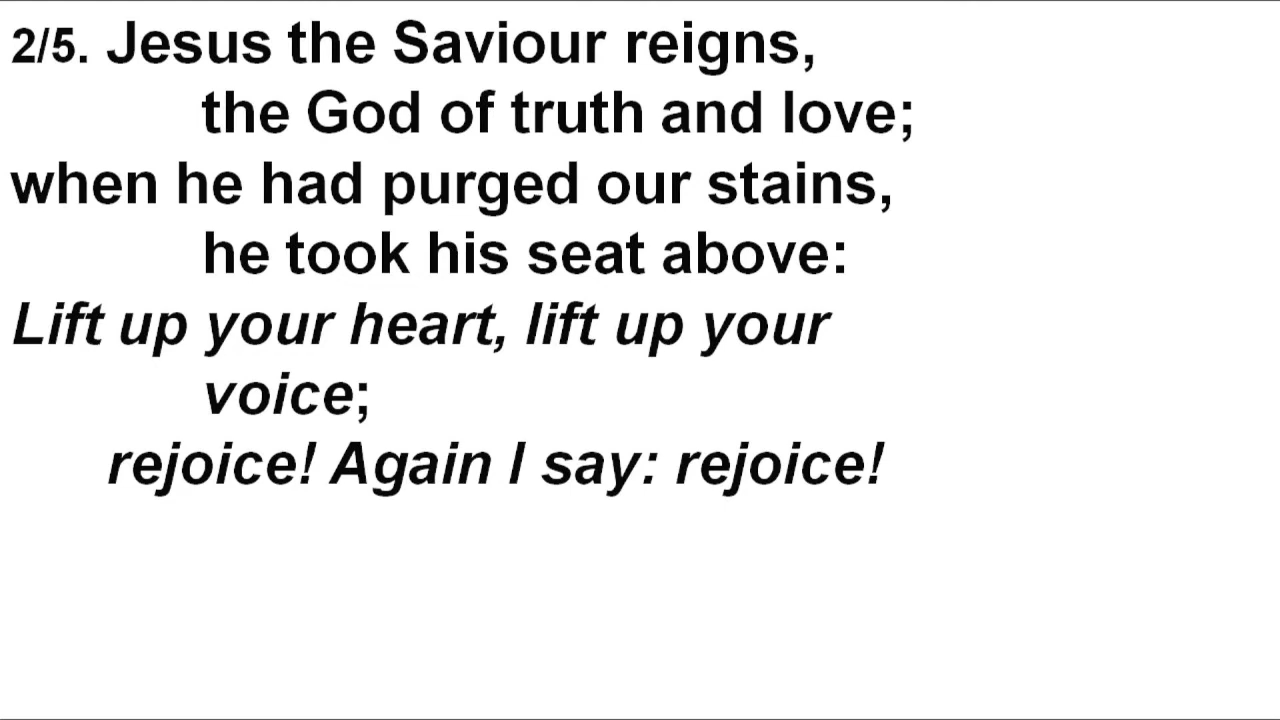 2/5. Jesus the Saviour reigns,
the God of truth and love;
when he had purged our stains,
he took his seat above:
Lift up your heart, lift up your
voice;
rejoice! Again I say: rejoice!